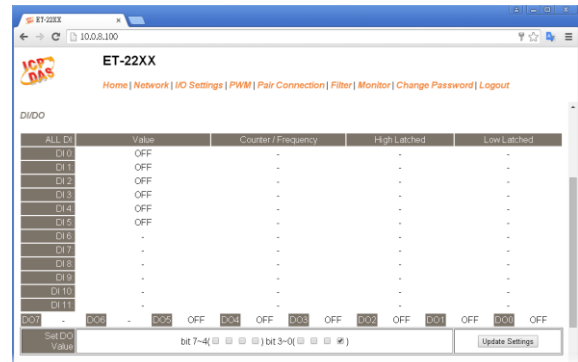 ET-22XX
10.0.8.100
ICP DAS
ET-22XX
Home | Network | I/O Settings | PWM | Pair Connection | Filter | Monitor | Change Password | Logout
DI/DO
ALL DI Value Counter / Frequency High Latched Low Latched
DI 0 OFF - - -
DI 1 OFF - - -
DI 2 OFF - - -
DI 3 OFF - - -
DI 4 OFF - - -
DI 5 OFF - - -
DI 6 - - - -
DI 7 - - - -
DI 8 - - - -
DI 9 - - - -
DI 10 - - - -
DI 11 - - - -
DO7 - DO6 - DO5 OFF DO4 OFF DO3 OFF DO2 OFF DO1 OFF DO0 OFF
Set DO Value bit 7~4( ) bit 3~0( ) Update Settings